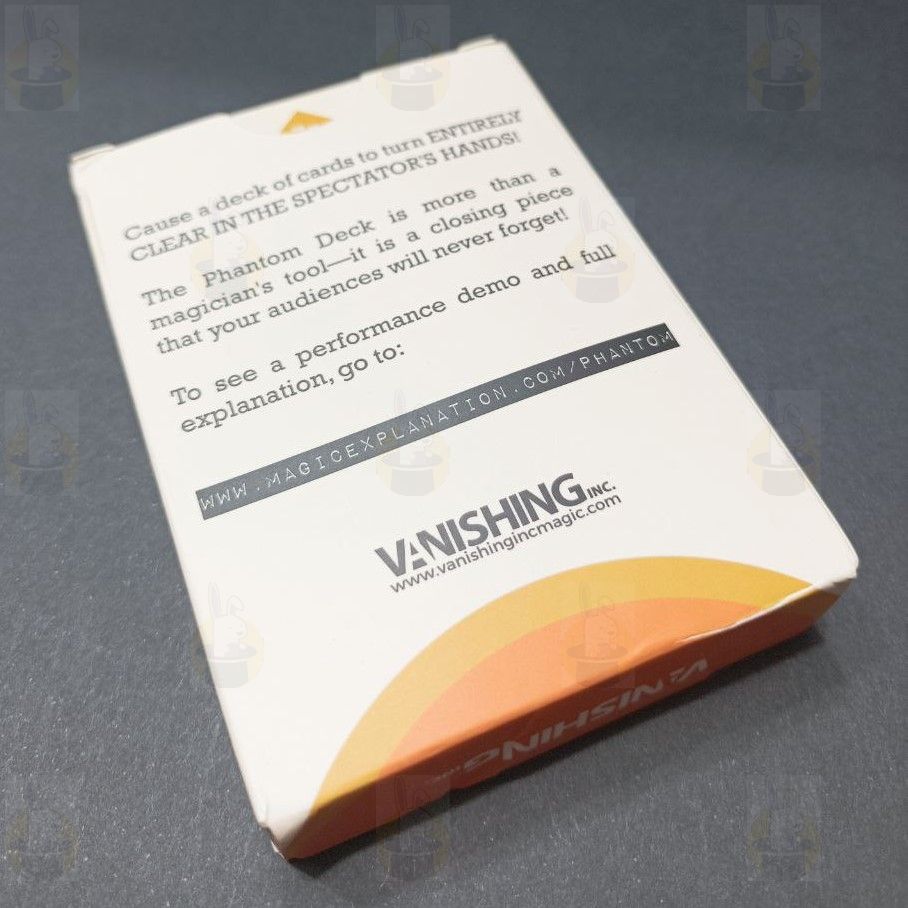 Cause a deck of cards to turn ENTIRELY
CLEAR IN THE SPECTATOR'S HANDS!
The Phantom Deck is more than a
magician's tool—it is a closing piece
that your audiences will never forget!
To see a performance demo and full
explanation, go to:
WWW.MAGICEXPLANATION.COM/PHANTOM
VANISHING INC.
www.vanishingincmagic.com
VANISHING INC.